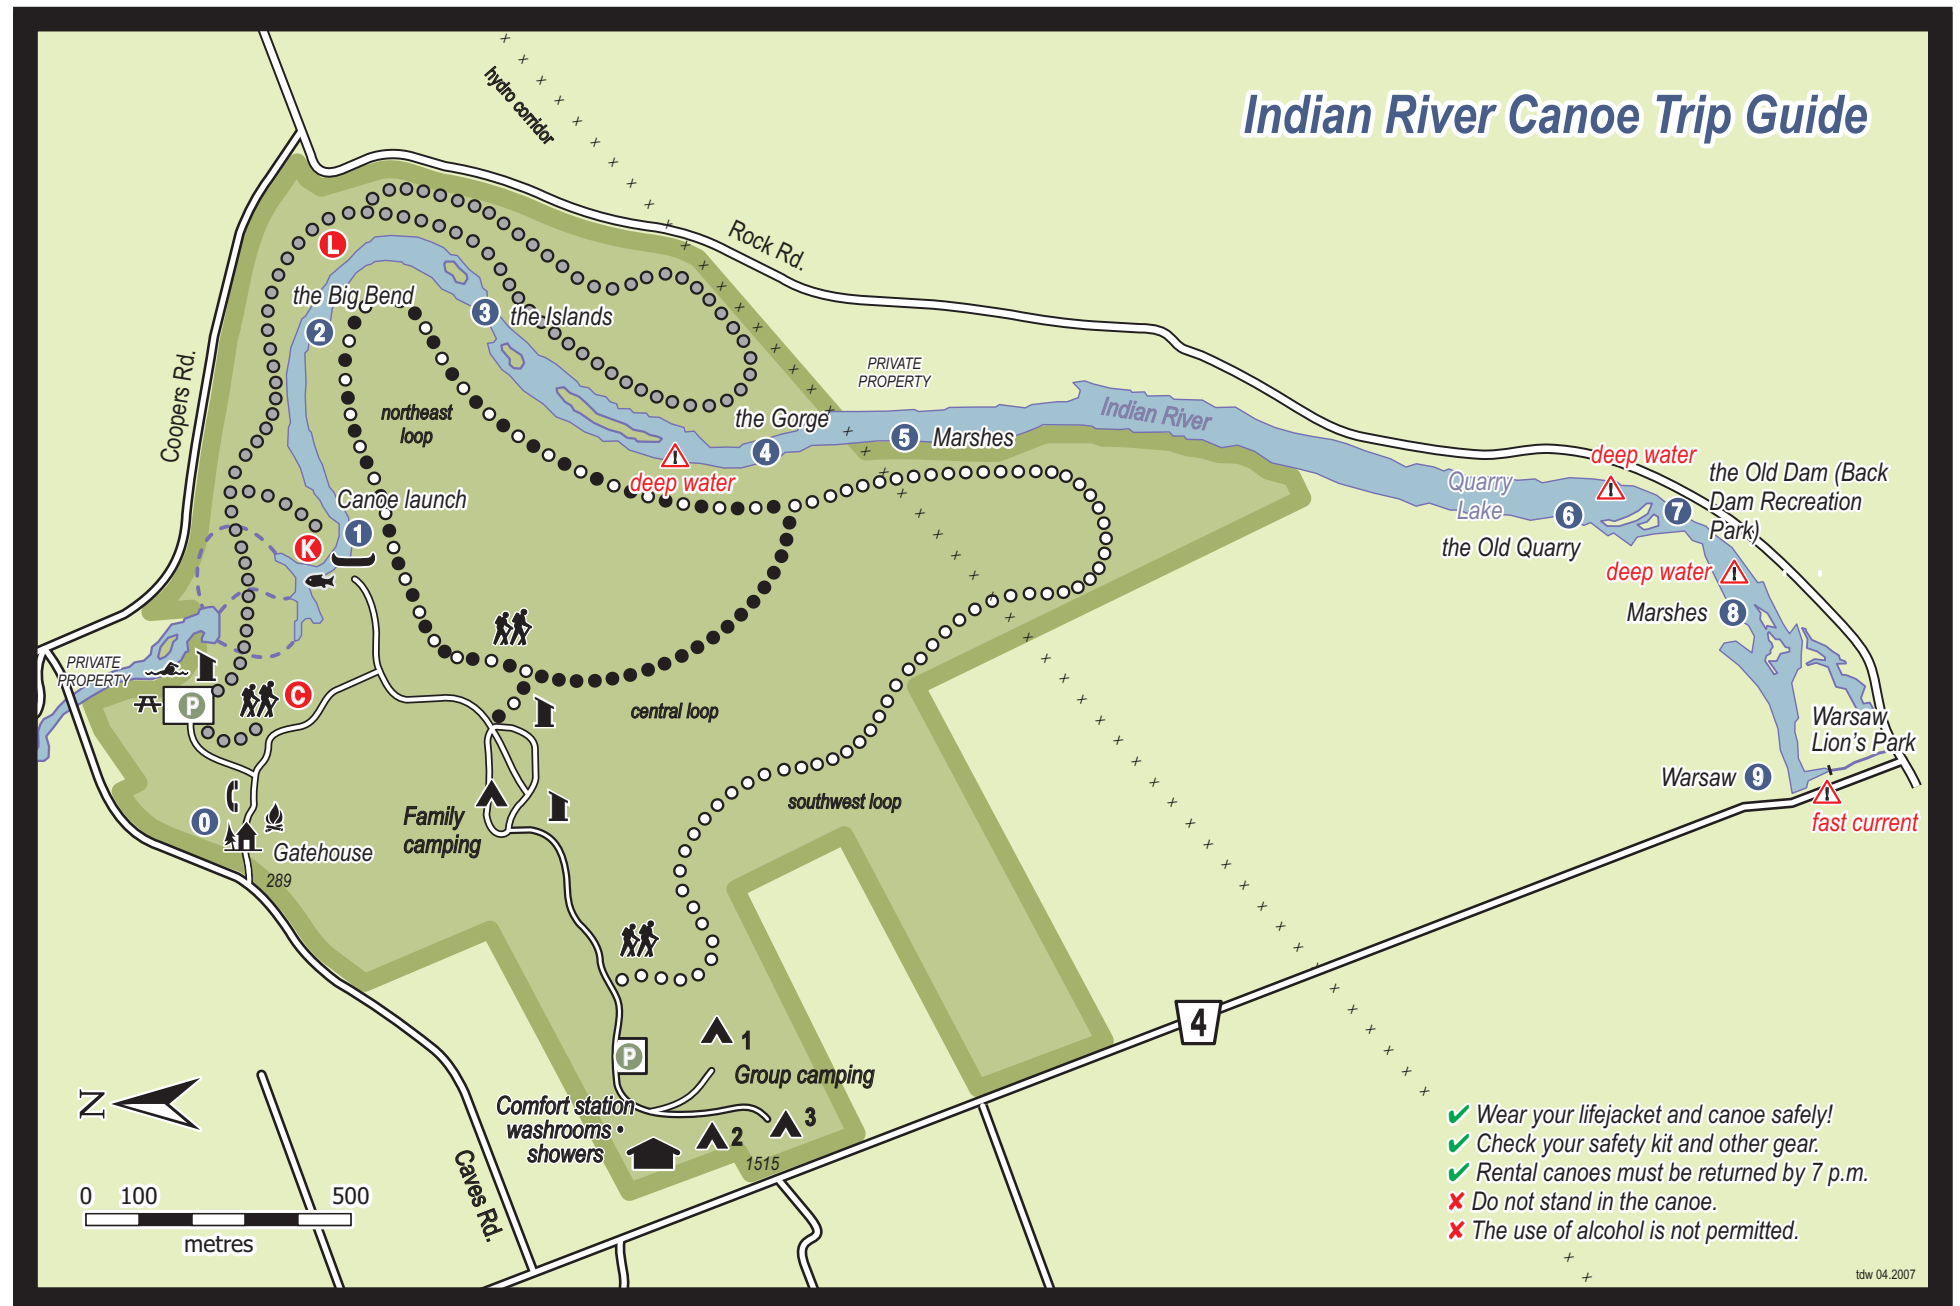 Indian River Canoe Trip Guide
hydro corridor
Rock Rd.
L
the Big Bend
2
3
the Islands
Coopers Rd.
northeast
loop
PRIVATE
PROPERTY
the Gorge
4
5
Marshes
Indian River
deep water
Canoe launch
1
K
deep water
Quarry
Lake
6
7
the Old Dam (Back
Dam Recreation
Park)
the Old Quarry
deep water
8
Marshes
PRIVATE
PROPERTY
P
C
central loop
Warsaw
Lion's Park
Warsaw
9
fast current
0
Gatehouse
289
Family
camping
southwest loop
4
P
1
Group camping
Comfort station
washrooms •
showers
2
3
1515
Caves Rd.
N
0 100 500
metres
✔ Wear your lifejacket and canoe safely!
✔ Check your safety kit and other gear.
✔ Rental canoes must be returned by 7 p.m.
✘ Do not stand in the canoe.
✘ The use of alcohol is not permitted.
tdw 04.2007